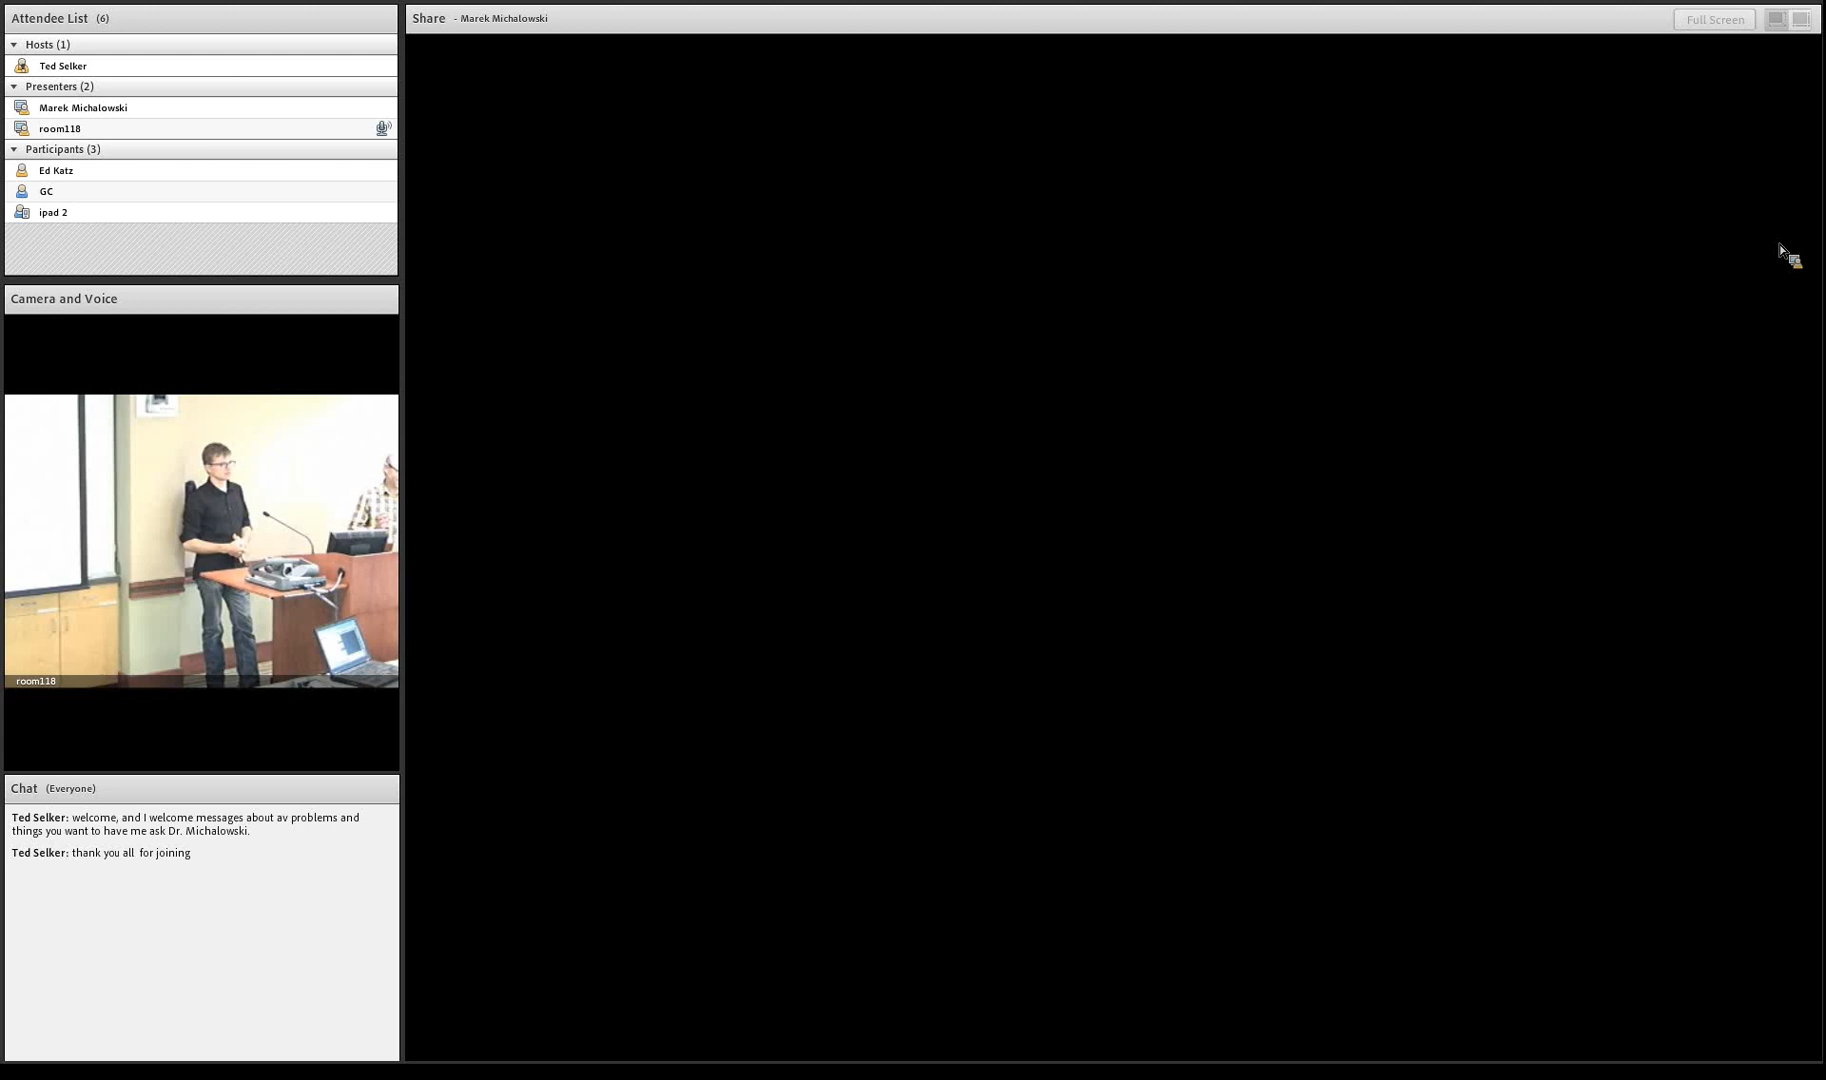 Attendee List (6)
Hosts (1)
Ted Selker
Presenters (2)
Marek Michalowski
room118
Participants (3)
Ed Katz
GC
ipad 2
Camera and Voice
room118
Chat (Everyone)
Ted Selker: welcome, and I welcome messages about av problems and
things you want to have me ask Dr. Michalowski.
Ted Selker: thank you all for joining
Share - Marek Michalowski
Full Screen